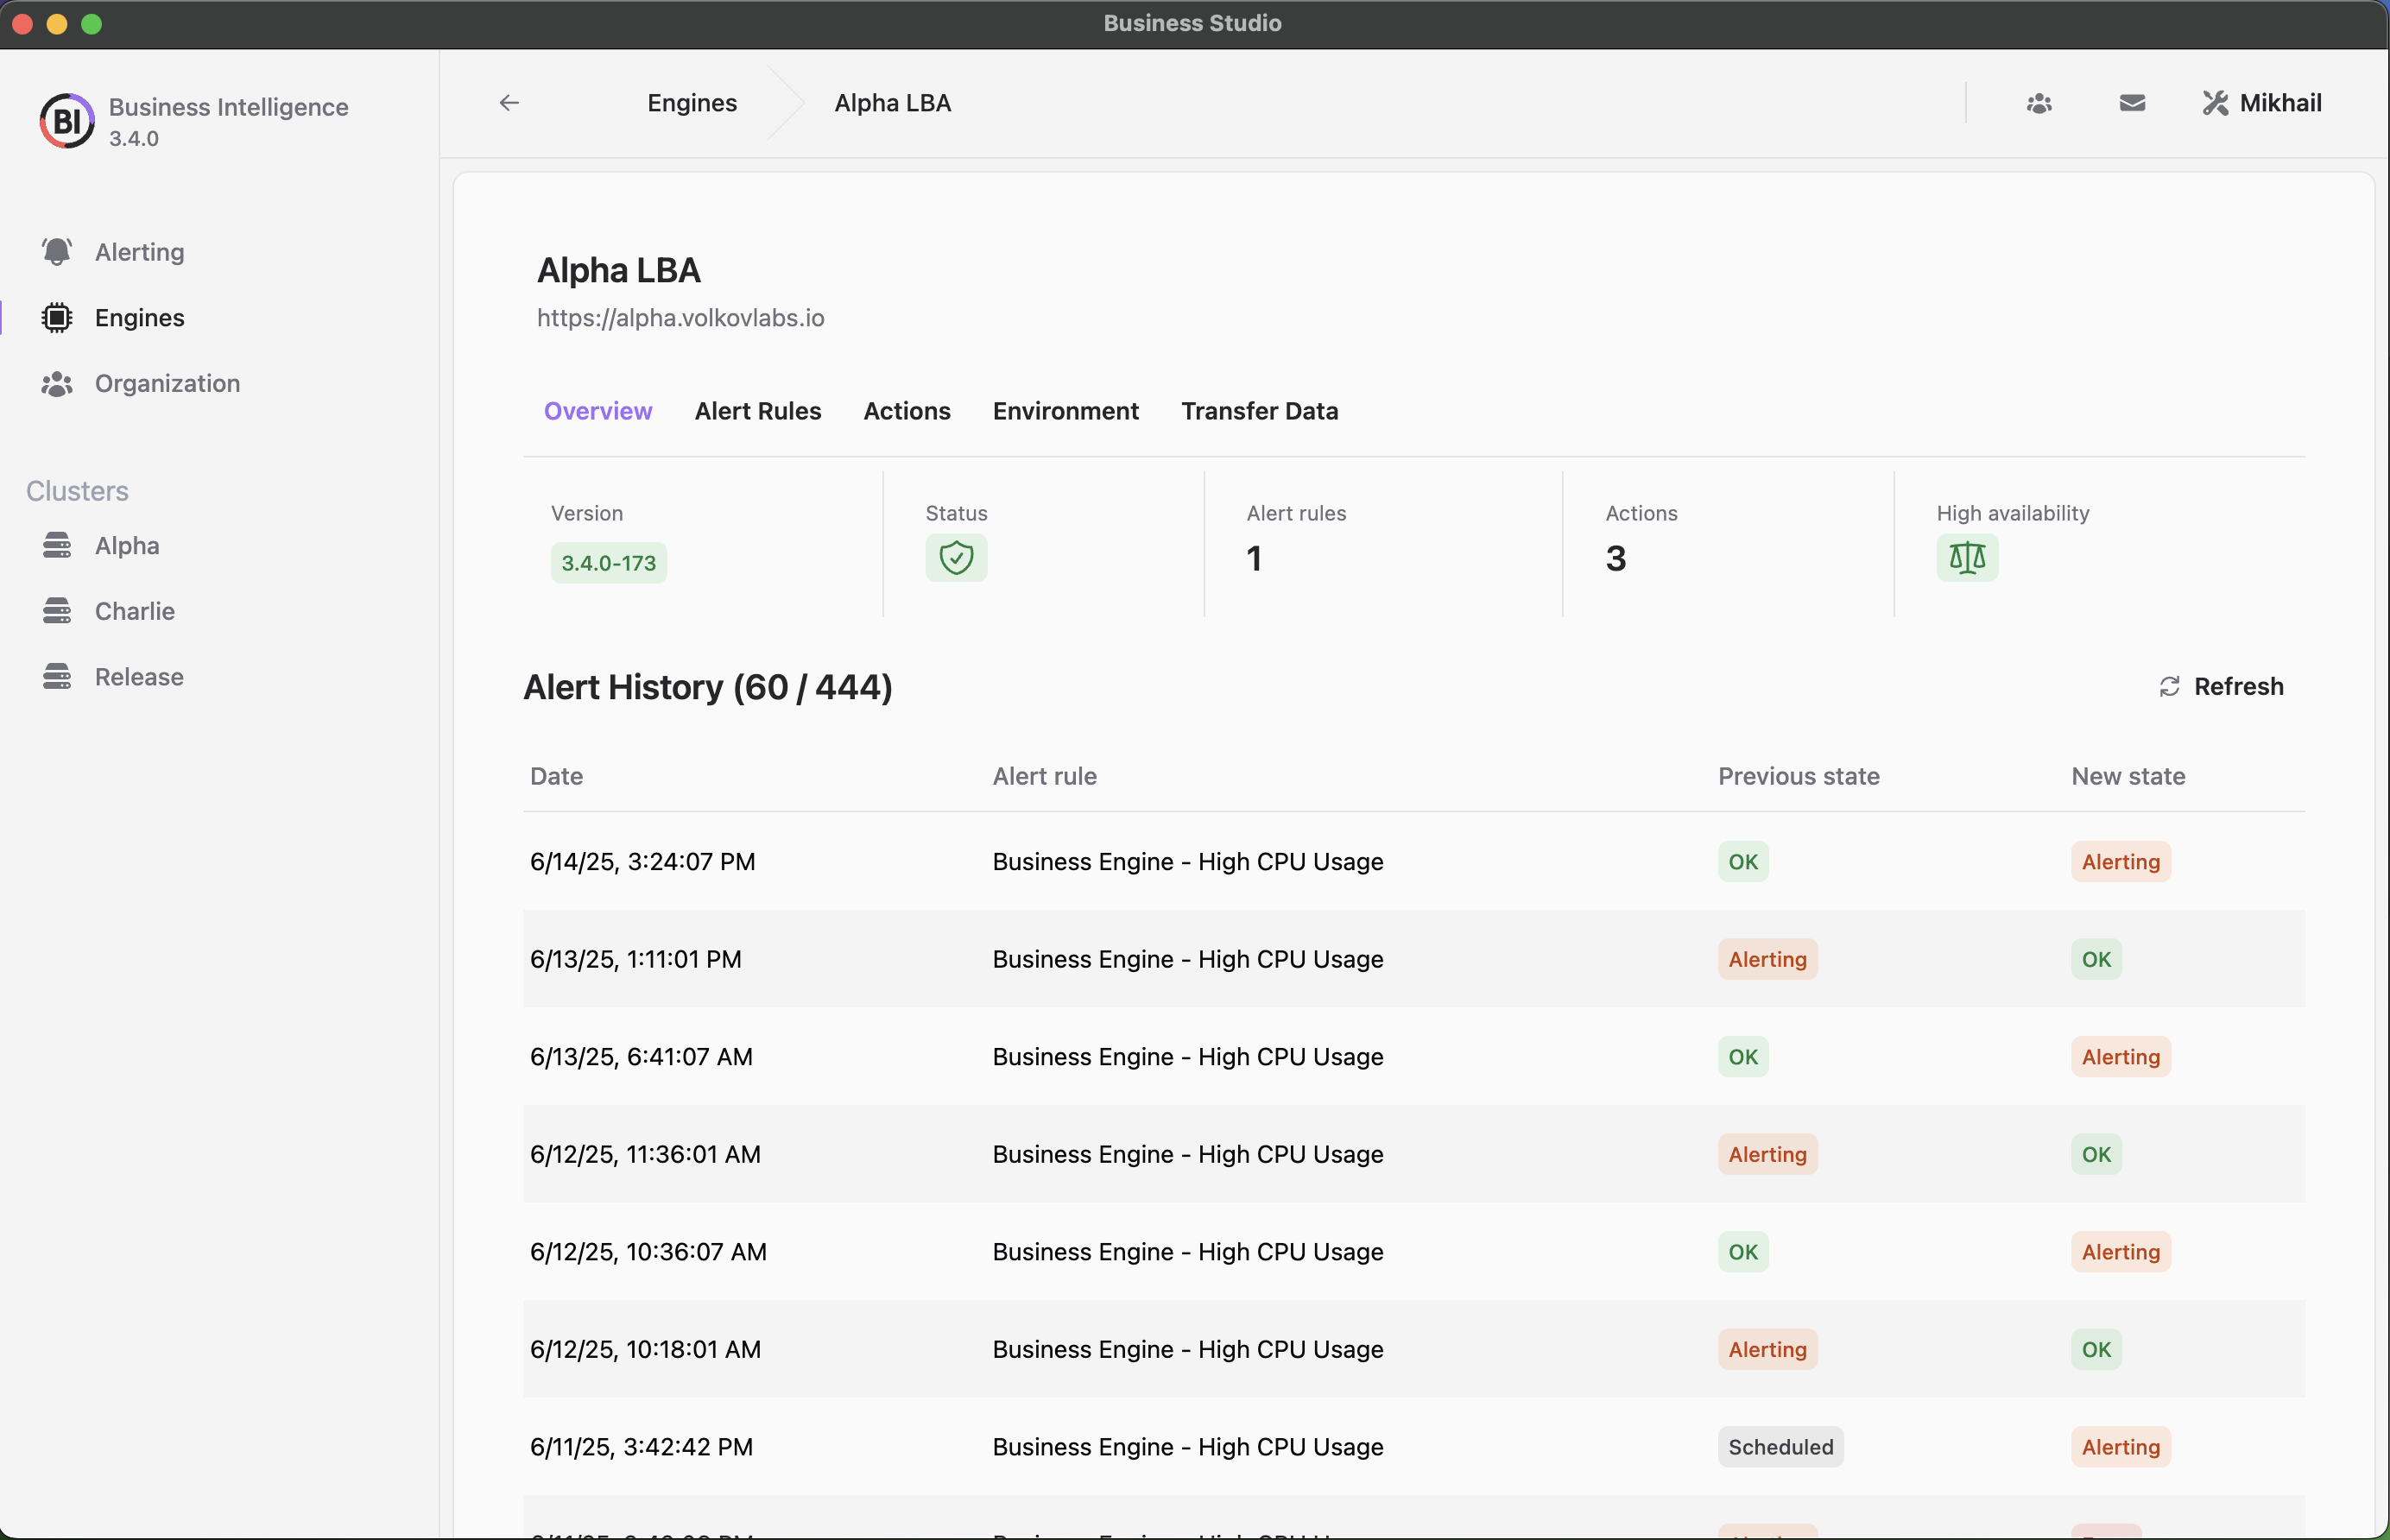 Business Studio
BI
Business Intelligence
3.4.0
Alerting
Engines
Organization
Clusters
Alpha
Charlie
Release
Engines Alpha LBA
Mikhail
Alpha LBA
https://alpha.volkovlabs.io
Overview Alert Rules Actions Environment Transfer Data
Version Status Alert rules Actions High availability
3.4.0-173 1 3
Alert History (60 / 444) Refresh
Date Alert rule Previous state New state
6/14/25, 3:24:07 PM Business Engine - High CPU Usage OK Alerting
6/13/25, 1:11:01 PM Business Engine - High CPU Usage Alerting OK
6/13/25, 6:41:07 AM Business Engine - High CPU Usage OK Alerting
6/12/25, 11:36:01 AM Business Engine - High CPU Usage Alerting OK
6/12/25, 10:36:07 AM Business Engine - High CPU Usage OK Alerting
6/12/25, 10:18:01 AM Business Engine - High CPU Usage Alerting OK
6/11/25, 3:42:42 PM Business Engine - High CPU Usage Scheduled Alerting